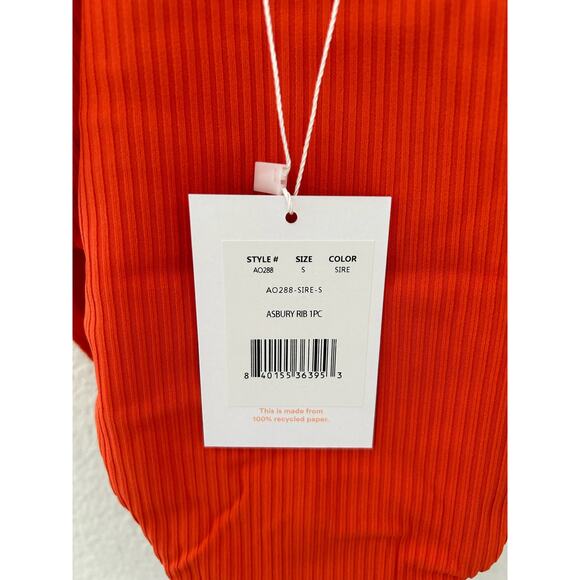 STYLE # SIZE COLOR
AO288 S SIRE
AO288-SIRE-S
ASBURY RIB 1PC
8 40155 36395 3
This is made from
100% recycled paper.